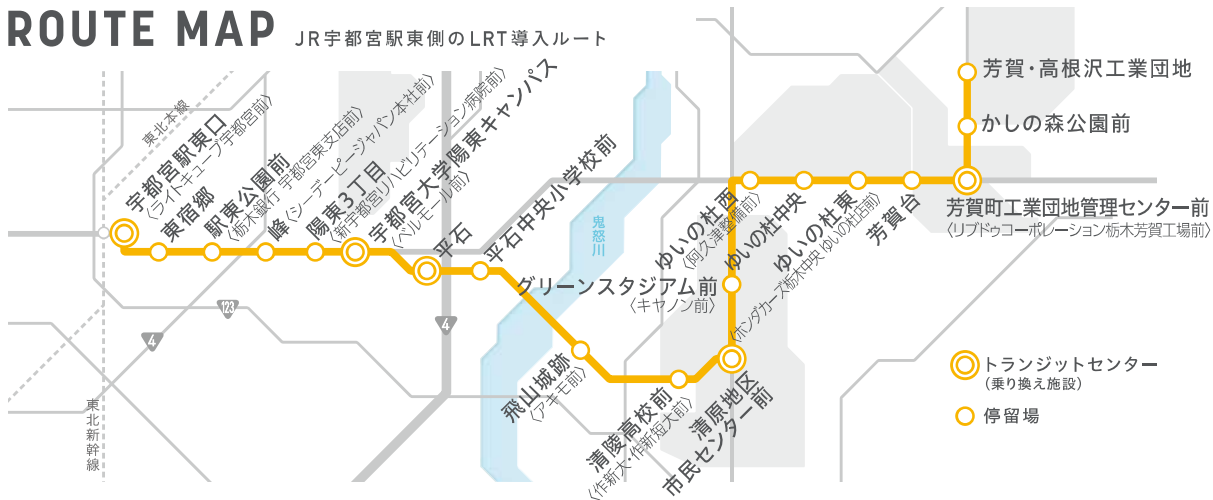 ROUTE MAP
JR宇都宮駅東側のLRT導入ルート
東北本線
宇都宮駅東口
〈ライトキューブ宇都宮前〉
東宿郷
駅東公園前
〈栃木銀行 宇都宮東支店前〉
峰〈シーデーピージャパン本社前〉
陽東3丁目
〈新宇都宮リハビリテーション病院前〉
宇都宮大学陽東キャンパス
〈ベルモール前〉
平石
平石中央小学校前
鬼怒川
飛山城跡
〈アキモ前〉
清陵高校前
〈作新大・作新短大前〉
清原地区
市民センター前
グリーンスタジアム前
〈キヤノン前〉
ゆいの杜西
〈阿久津整備前〉
ゆいの杜中央
ゆいの杜東
〈ホンダカーズ栃木中央 ゆいの杜店前〉
芳賀台
芳賀町工業団地管理センター前
〈リブドゥコーポレーション栃木芳賀工場前〉
かしの森公園前
芳賀・高根沢工業団地
123
4
4
東北新幹線
トランジットセンター
（乗り換え施設）
停留場